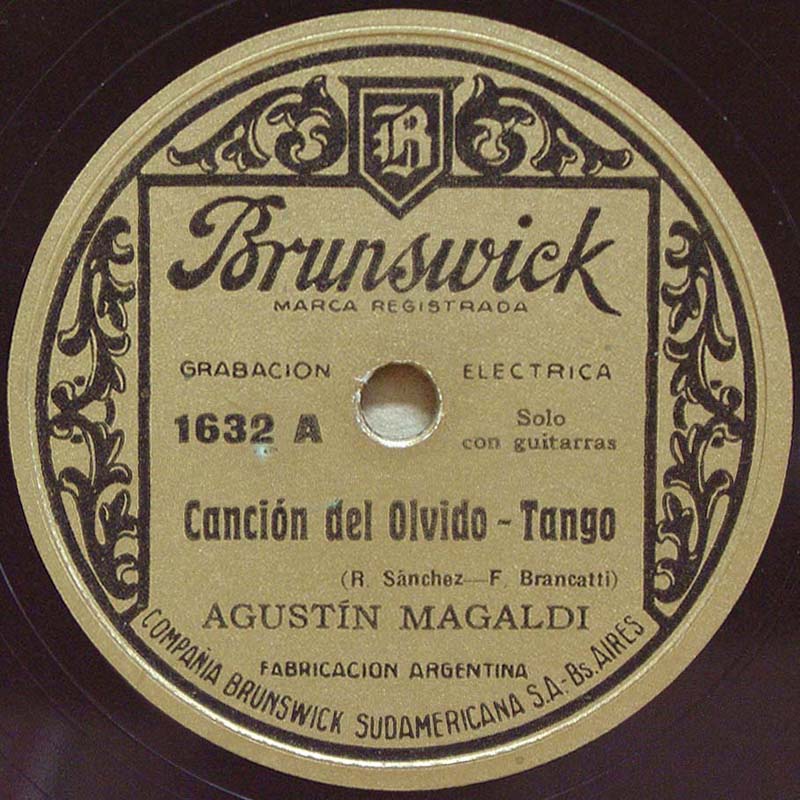 B
Brunswick
MARCA REGISTRADA
GRABACION ELECTRICA
1632 A
Solo
con guitarras
Canción del Olvido - Tango
(R. Sánchez—F. Brancatti)
AGUSTÍN MAGALDI
FABRICACION ARGENTINA
COMPAÑIA BRUNSWICK SUDAMERICANA S.A.-Bs. AIRES